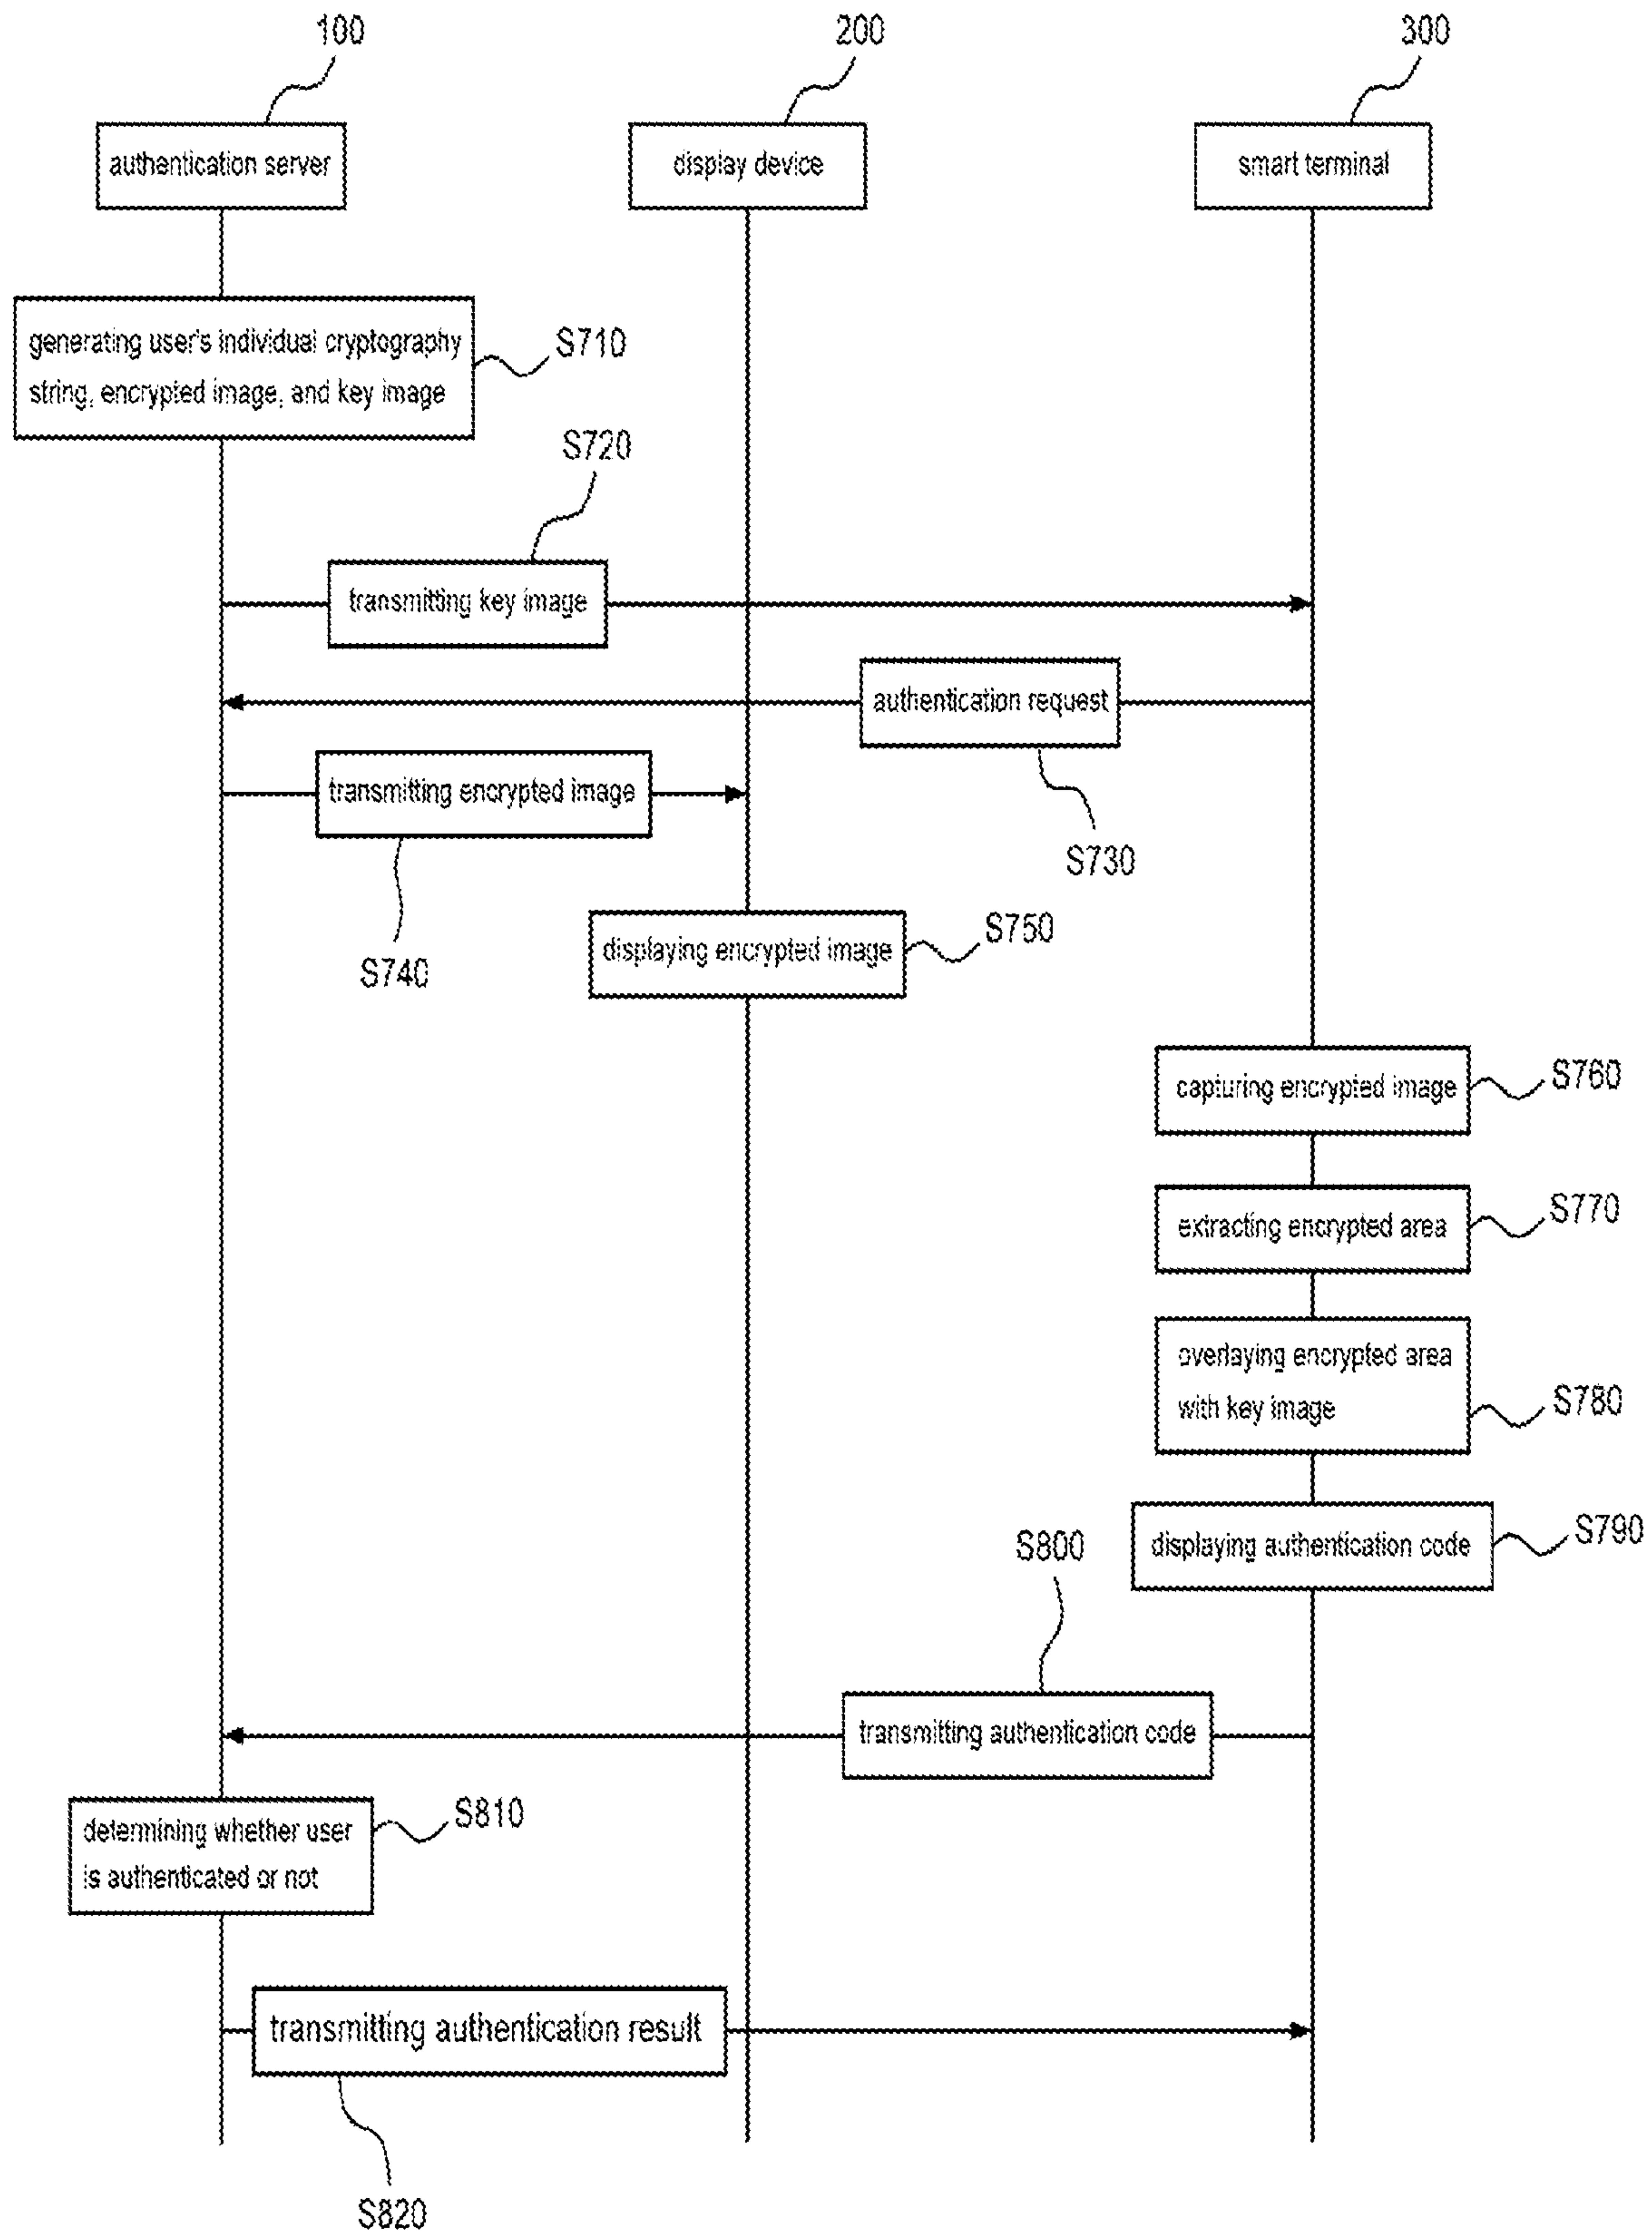 100
200
300
authentication server
display device
smart terminal
generating user's individual cryptography
string, encrypted image, and key image
S710
S720
transmitting key image
authentication request
S730
transmitting encrypted image
S740
displaying encrypted image
S750
capturing encrypted image
S760
extracting encrypted area
S770
overlaying encrypted area
with key image
S780
displaying authentication code
S790
S800
transmitting authentication code
determining whether user
is authenticated or not
S810
transmitting authentication result
S820